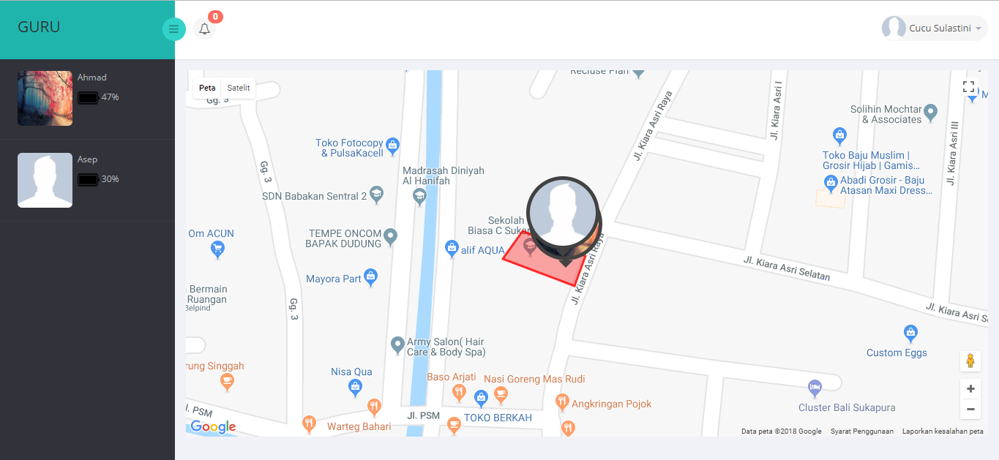 GURU
0
Cucu Sulastini
Ahmad
47%
Asep
30%
Peta
Satelit
Gg. 3
Recluse Plan
Jl. Kiara Asri Raya
Jl. Kiara Asri I
Solihin Mochtar
& Associates
M
Jl. Kiara Asri III
Toko Fotocopy
& PulsaKacell
Toko Baju Muslim |
Grosir Hijab | Gamis...
Gg. 3
Madrasah Diniyah
Al Hanifah
Abadi Grosir - Baju
Atasan Maxi Dress...
SDN Babakan Sentral 2
Sekolah
Biasa C Suka
Om ACUN
TEMPE ONCOM
BAPAK DUDUNG
alif AQUA
Jl. Kiara Asri Raya
Jl. Kiara Asri Selatan
Mayora Part
Bermain
Ruangan
Belpind
Gg. 3
Jl. Kiara Asri S
Army Salon( Hair
Care & Body Spa)
Custom Eggs
rung Singgah
Nisa Qua
Baso Arjati
Nasi Goreng Mas Rudi
Angkringan Pojok
Cluster Bali Sukapura
Jl. PSM
Jl. PSM
TOKO BERKAH
Warteg Bahari
Google
+
−
Data peta ©2018 Google
Syarat Penggunaan
Laporkan kesalahan peta